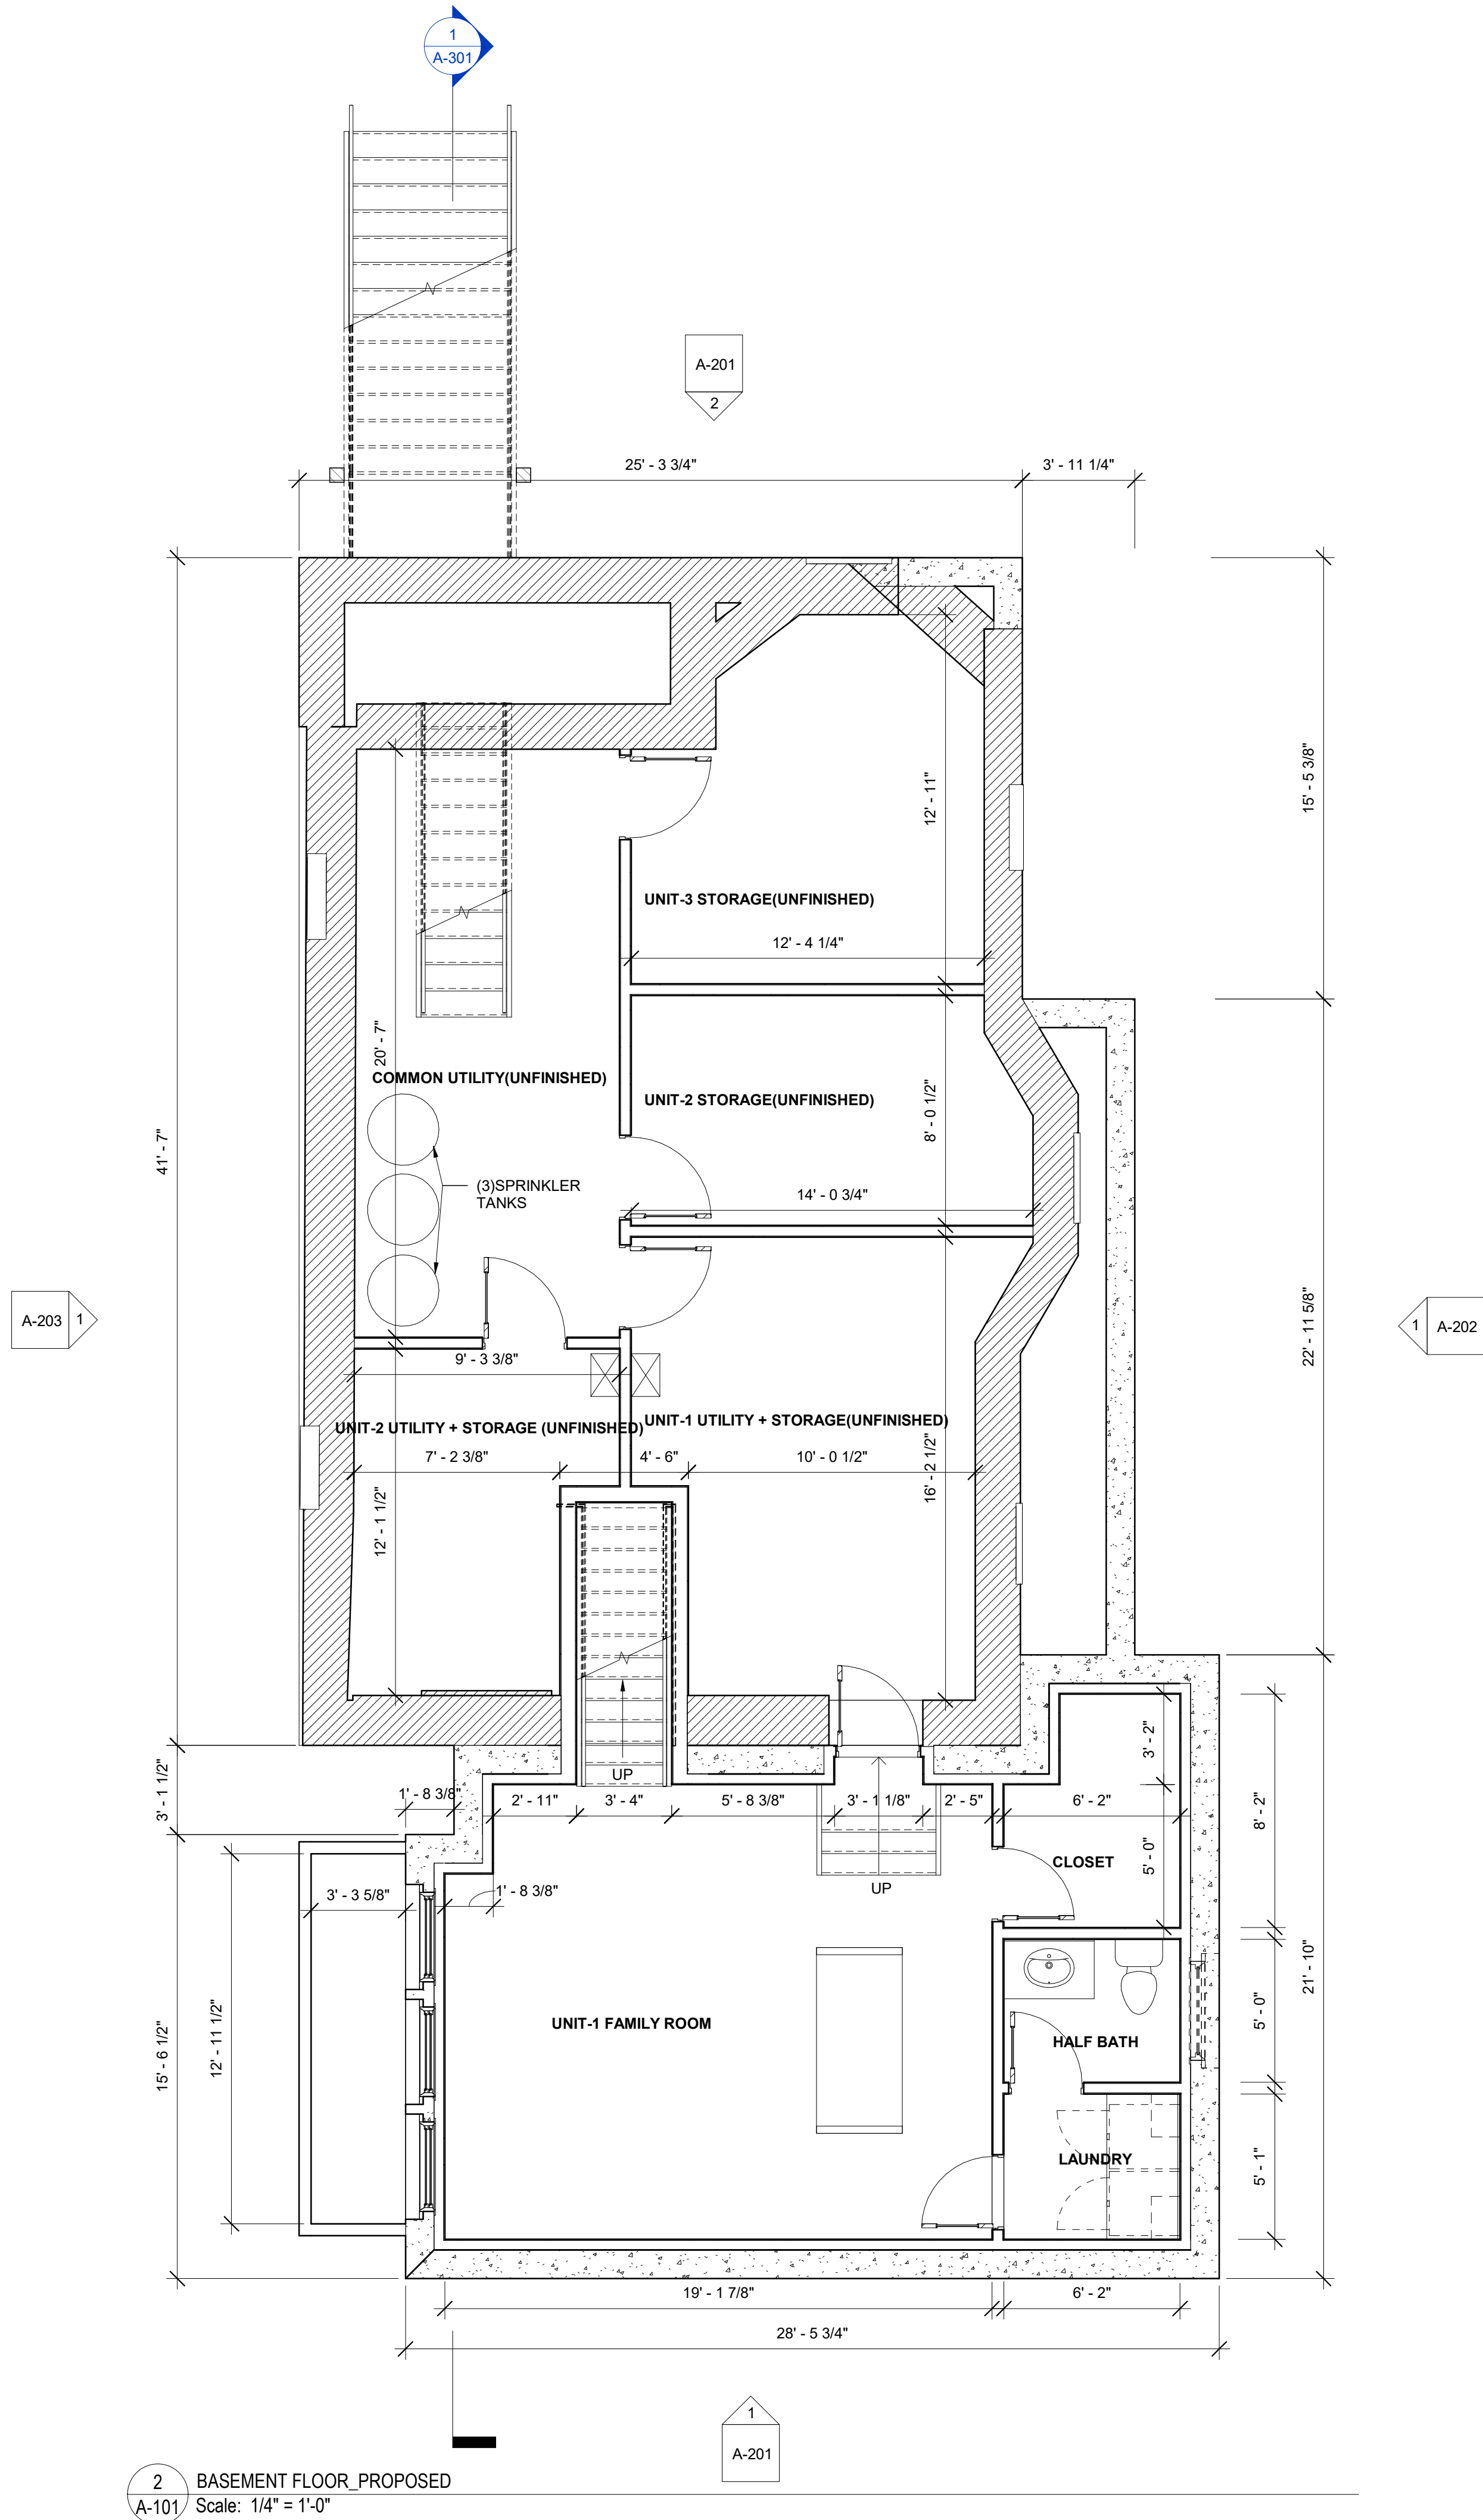 1
A-301
A-201
2
25' - 3 3/4"
3' - 11 1/4"
15' - 5 3/8"
12' - 11"
UNIT-3 STORAGE(UNFINISHED)
12' - 4 1/4"
20' - 7"
COMMON UTILITY(UNFINISHED)
UNIT-2 STORAGE(UNFINISHED)
8' - 0 1/2"
41' - 7"
(3)SPRINKLER
TANKS
14' - 0 3/4"
A-203
1
22' - 11 5/8"
1
A-202
9' - 3 3/8"
UNIT-2 UTILITY + STORAGE (UNFINISHED)
UNIT-1 UTILITY + STORAGE(UNFINISHED)
7' - 2 3/8"
4' - 6"
10' - 0 1/2"
16' - 2 1/2"
12' - 1 1/2"
3' - 2"
UP
3' - 1 1/2"
1' - 8 3/8"
2' - 11"
3' - 4"
5' - 8 3/8"
3' - 1 1/8"
2' - 5"
6' - 2"
8' - 2"
5' - 0"
CLOSET
UP
3' - 3 5/8"
1' - 8 3/8"
21' - 10"
12' - 11 1/2"
15' - 6 1/2"
UNIT-1 FAMILY ROOM
5' - 0"
HALF BATH
LAUNDRY
5' - 1"
19' - 1 7/8"
6' - 2"
28' - 5 3/4"
1
A-201
2
BASEMENT FLOOR_PROPOSED
A-101
Scale: 1/4" = 1'-0"